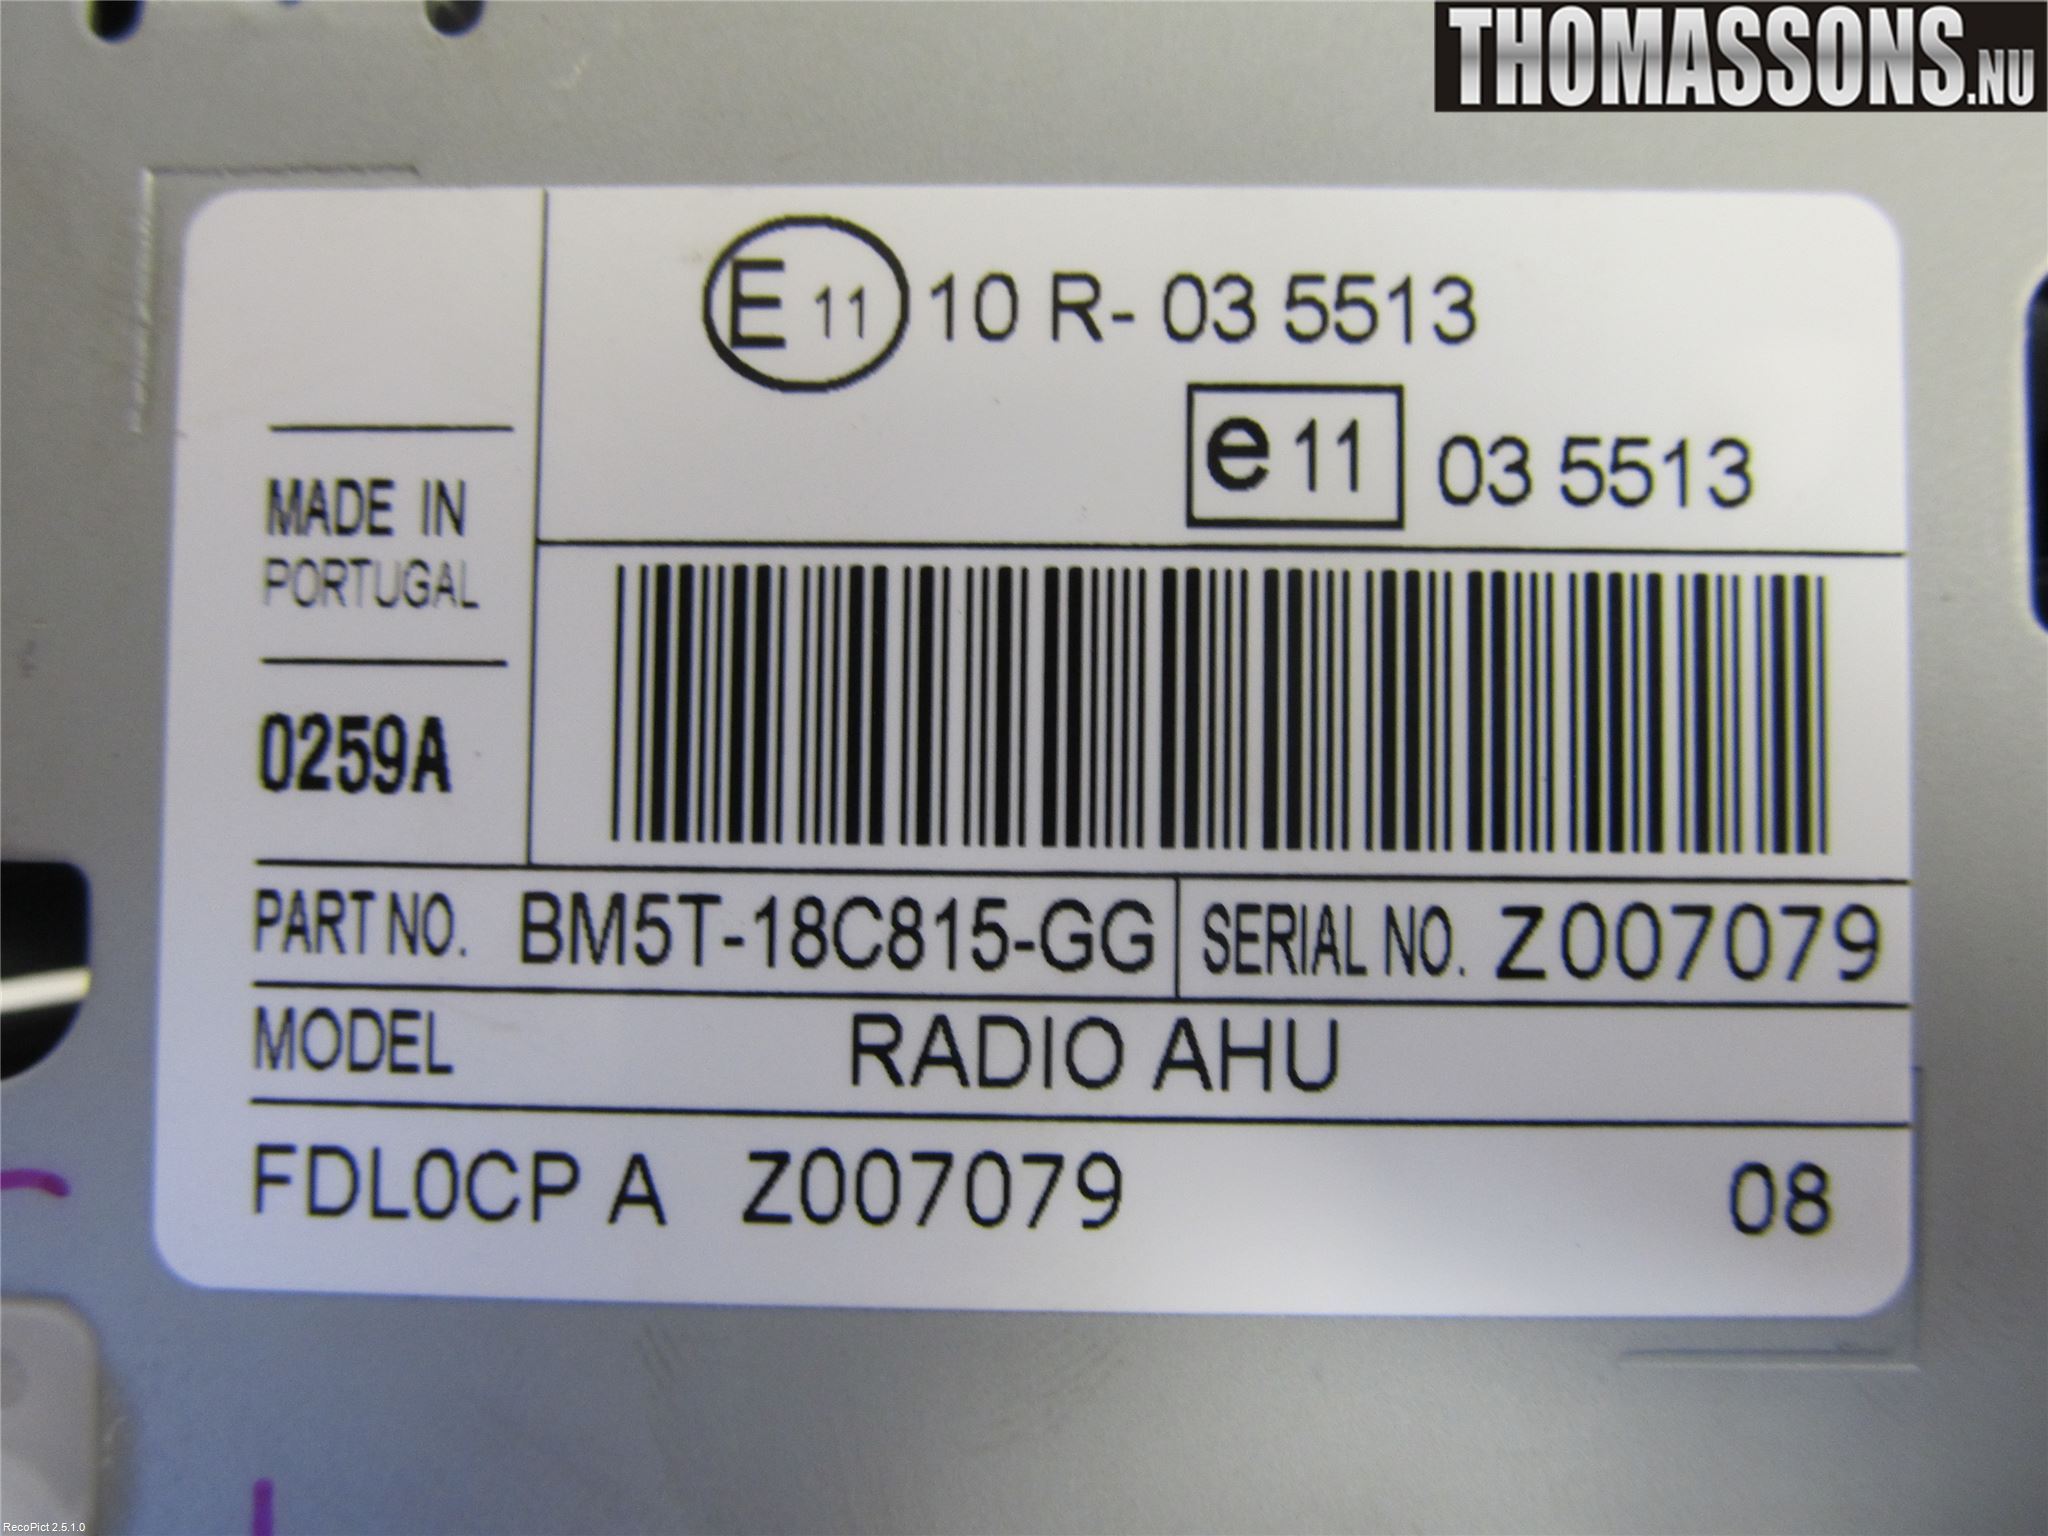 THOMASSONS.NU
E 11 10 R- 03 5513
e 11 03 5513
MADE IN
PORTUGAL
0259A
PART NO. BM5T-18C815-GG SERIAL NO. Z007079
MODEL RADIO AHU
FDL0CP A Z007079 08
RecoPict 2.5.1.0